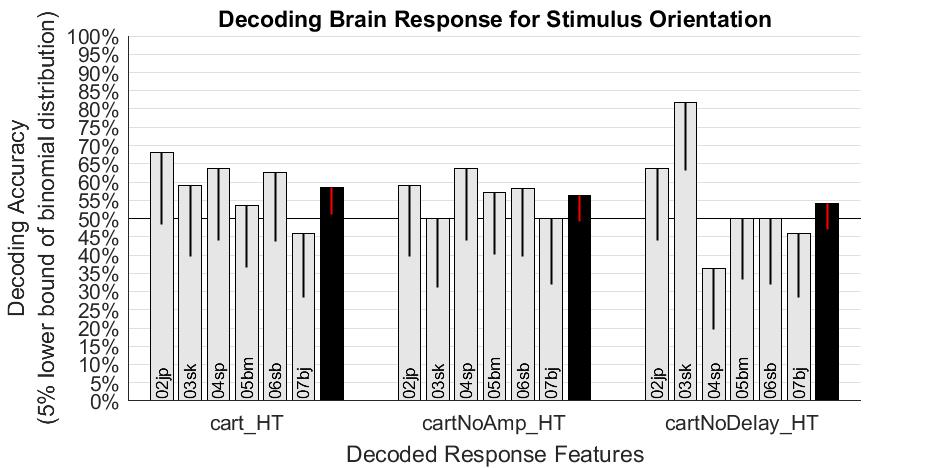 Decoding Brain Response for Stimulus Orientation
Decoding Accuracy
(5% lower bound of binomial distribution)
100%
95%
90%
85%
80%
75%
70%
65%
60%
55%
50%
45%
40%
35%
30%
25%
20%
15%
10%
5%
0%
02jp
03sk
04sp
05bm
06sb
07bj
02jp
03sk
04sp
05bm
06sb
07bj
02jp
03sk
04sp
05bm
06sb
07bj
cart_HT
cartNoAmp_HT
cartNoDelay_HT
Decoded Response Features